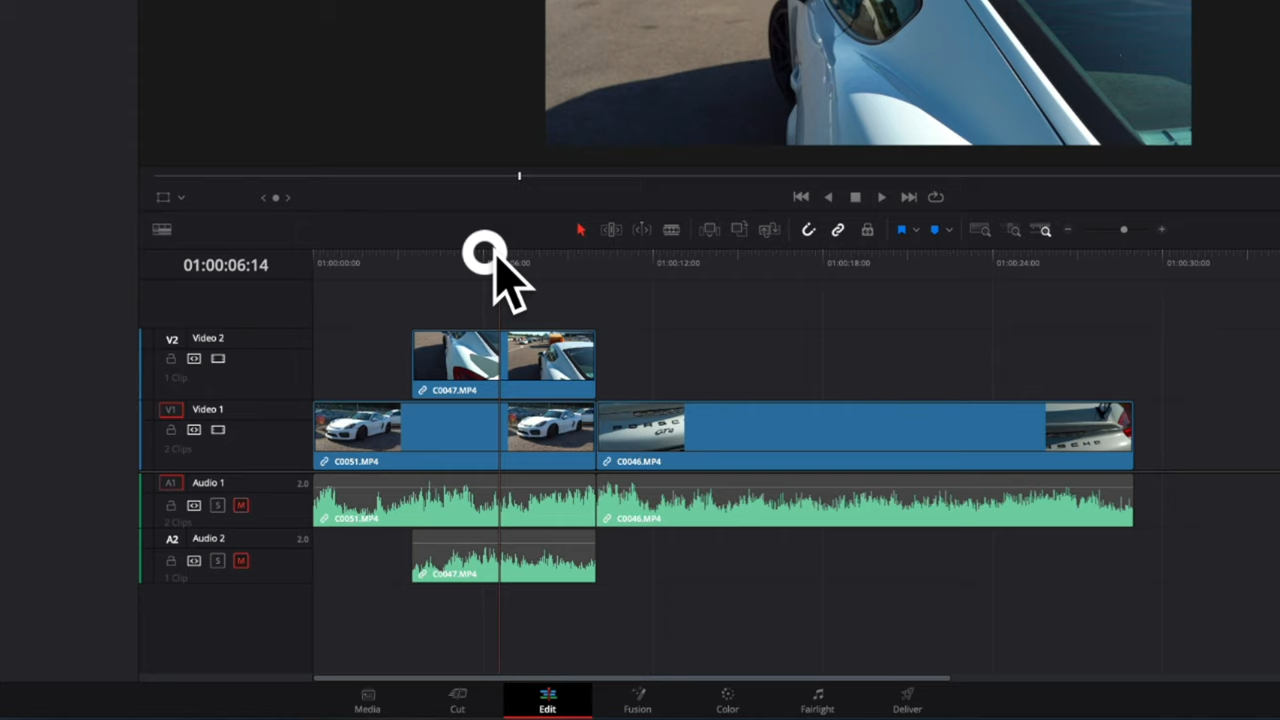 01:00:06:14
01:00:00:00
01:00:12:00
01:00:18:00
01:00:24:00
01:00:30:00
V2 Video 2
1 Clip
C0047.MP4
V1 Video 1
2 Clips
C0051.MP4
C0046.MP4
A1 Audio 1 2.0
S M
2 Clips
C0051.MP4
C0046.MP4
A2 Audio 2 2.0
S M
1 Clip
C0047.MP4
Media
Cut
Edit
Fusion
Color
Fairlight
Deliver